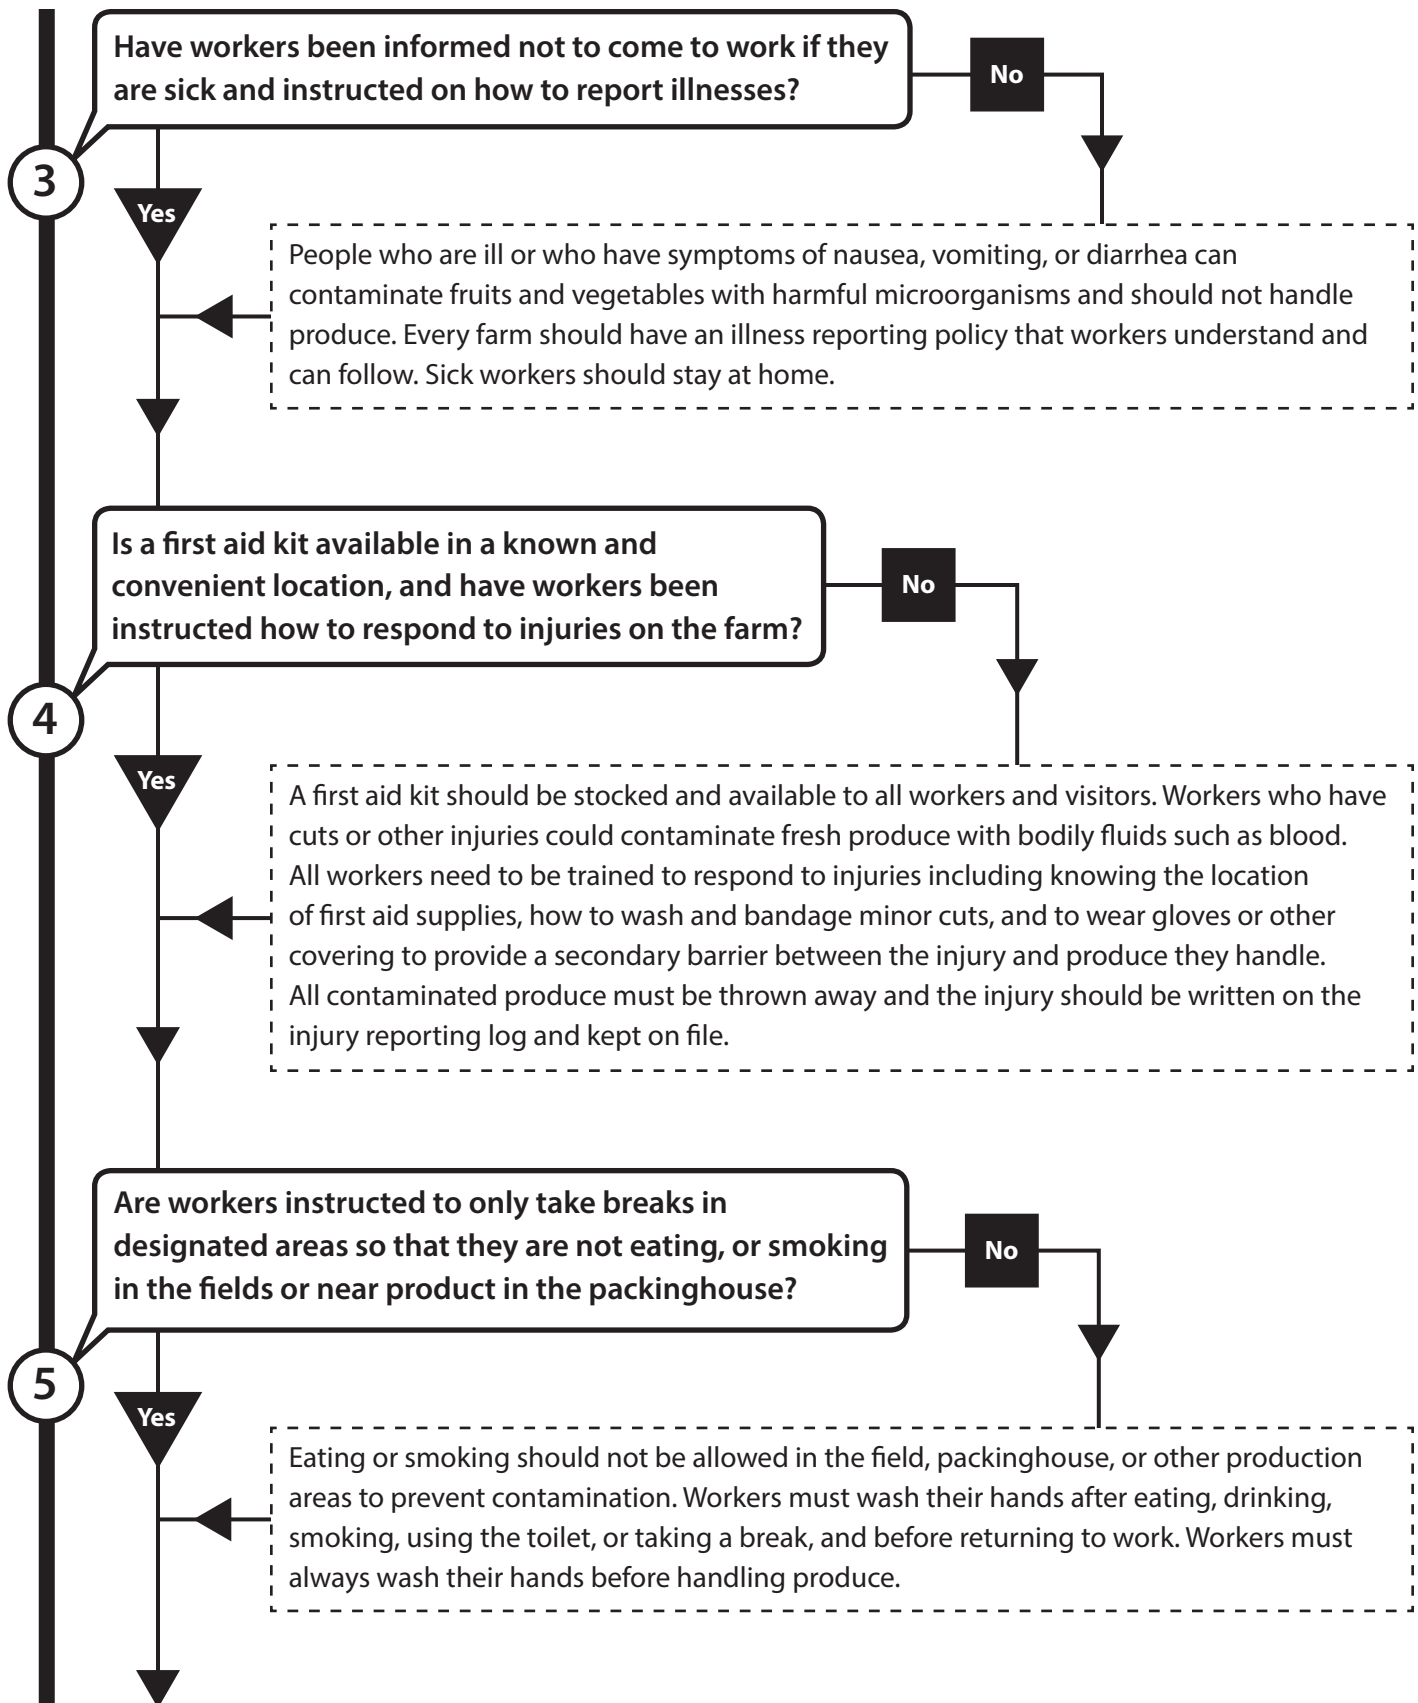 Have workers been informed not to come to work if they
are sick and instructed on how to report illnesses?
No
3
Yes
People who are ill or who have symptoms of nausea, vomiting, or diarrhea can
contaminate fruits and vegetables with harmful microorganisms and should not handle
produce. Every farm should have an illness reporting policy that workers understand and
can follow. Sick workers should stay at home.
Is a first aid kit available in a known and
convenient location, and have workers been
instructed how to respond to injuries on the farm?
No
4
Yes
A first aid kit should be stocked and available to all workers and visitors. Workers who have
cuts or other injuries could contaminate fresh produce with bodily fluids such as blood.
All workers need to be trained to respond to injuries including knowing the location
of first aid supplies, how to wash and bandage minor cuts, and to wear gloves or other
covering to provide a secondary barrier between the injury and produce they handle.
All contaminated produce must be thrown away and the injury should be written on the
injury reporting log and kept on file.
Are workers instructed to only take breaks in
designated areas so that they are not eating, or smoking
in the fields or near product in the packinghouse?
No
5
Yes
Eating or smoking should not be allowed in the field, packinghouse, or other production
areas to prevent contamination. Workers must wash their hands after eating, drinking,
smoking, using the toilet, or taking a break, and before returning to work. Workers must
always wash their hands before handling produce.